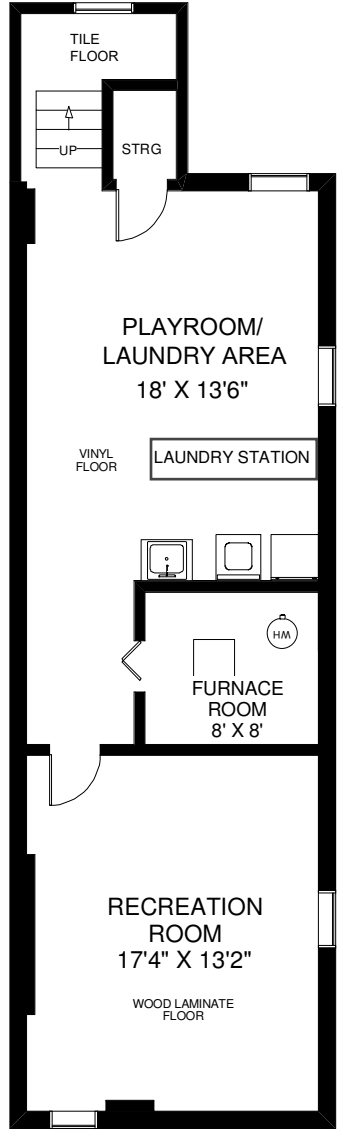 TILE
FLOOR
UP
STRG
PLAYROOM/
LAUNDRY AREA
18' X 13'6"
VINYL
FLOOR
LAUNDRY STATION
WH
FURNACE
ROOM
8' X 8'
RECREATION
ROOM
17'4" X 13'2"
WOOD LAMINATE
FLOOR